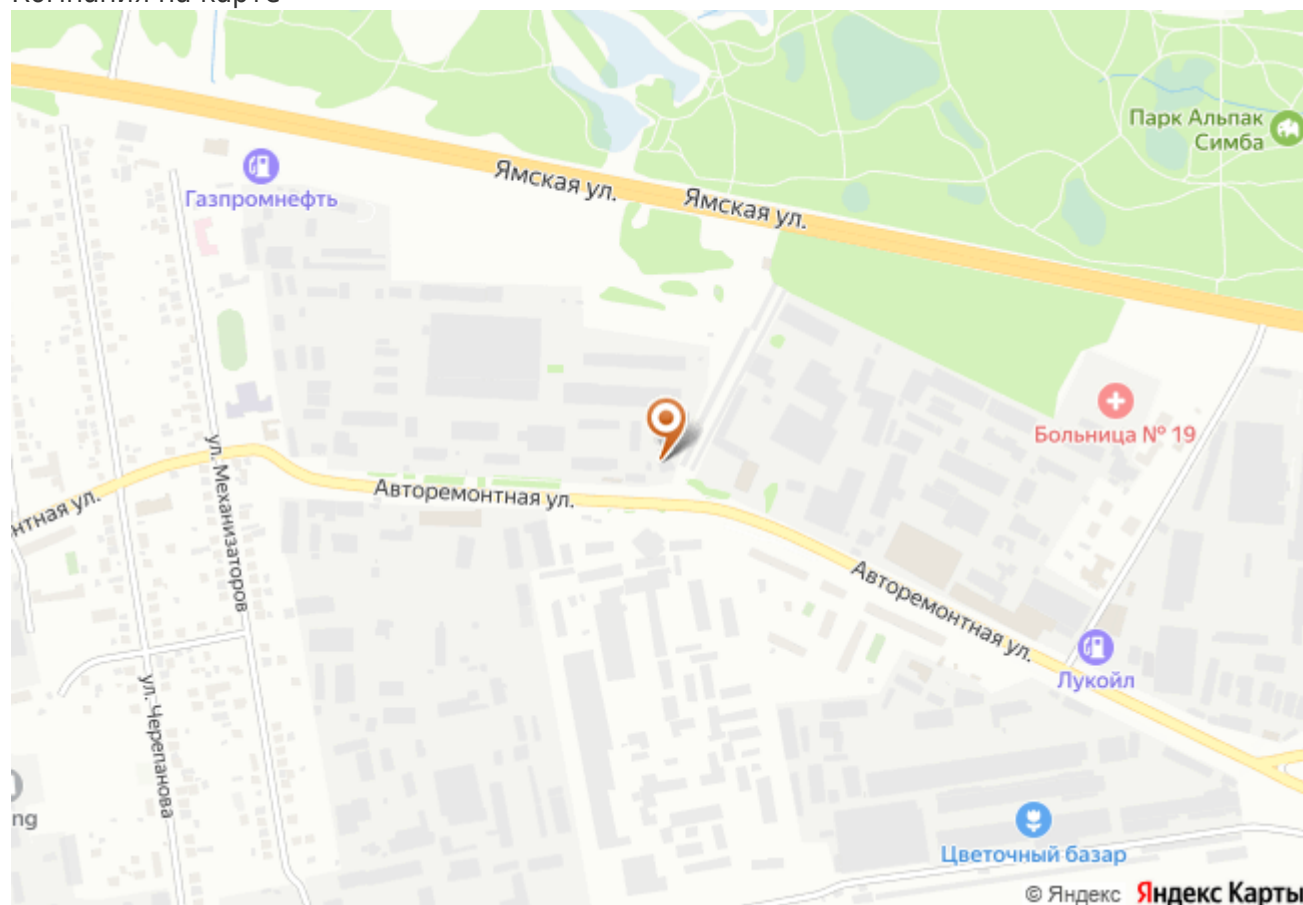 Компания на карте
Парк Альпак
Симба
Ямская ул.
Ямская ул.
Газпромнефть
Больница № 19
ул. Механизаторов
Авторемонтная ул.
нтная ул.
Авторемонтная ул.
Лукойл
ул. Черепанова
ng
Цветочный базар
© Яндекс Яндекс Карты